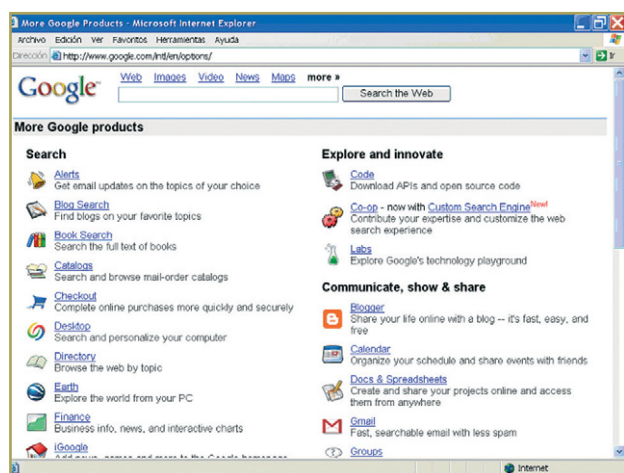 More Google Products - Microsoft Internet Explorer
Archivo Edición Ver Favoritos Herramientas Ayuda
Dirección http://www.google.com/intl/en/options/ Ir
Google™ Web Images Video News Maps more »
Search the Web
More Google products
Search
Alerts
Get email updates on the topics of your choice
Blog Search
Find blogs on your favorite topics
Book Search
Search the full text of books
Catalogs
Search and browse mail-order catalogs
Checkout
Complete online purchases more quickly and securely
Desktop
Search and personalize your computer
Directory
Browse the web by topic
Earth
Explore the world from your PC
Finance
Business info, news, and interactive charts
iGoogle
Add news, games and more to the Google homepage
Explore and innovate
Code
Download APIs and open source code
Co-op - now with Custom Search Engine New!
Contribute your expertise and customize the web
search experience
Labs
Explore Google's technology playground
Communicate, show & share
Blogger
Share your life online with a blog -- it's fast, easy, and
free
Calendar
Organize your schedule and share events with friends
Docs & Spreadsheets
Create and share your projects online and access
them from anywhere
Gmail
Fast, searchable email with less spam
Groups
Internet